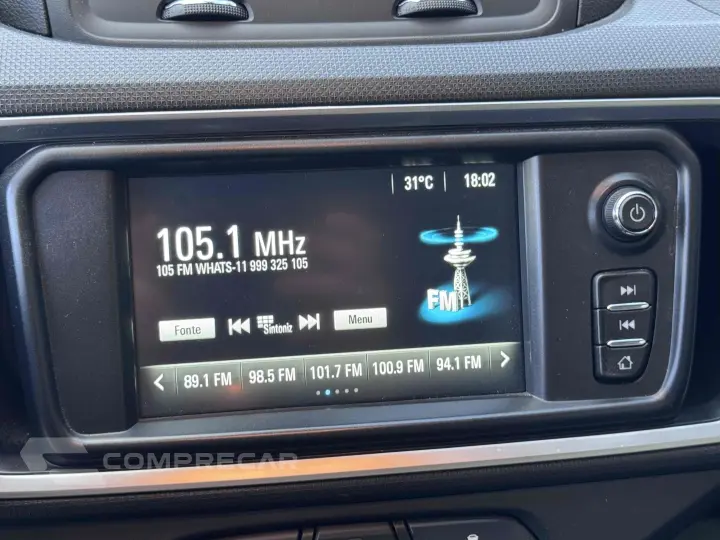 31°C 18:02
105.1 MHz
105 FM WHATS-11 999 325 105
FM
Fonte Sintoniz Menu
89.1 FM 98.5 FM 101.7 FM 100.9 FM 94.1 FM
COMPRECAR